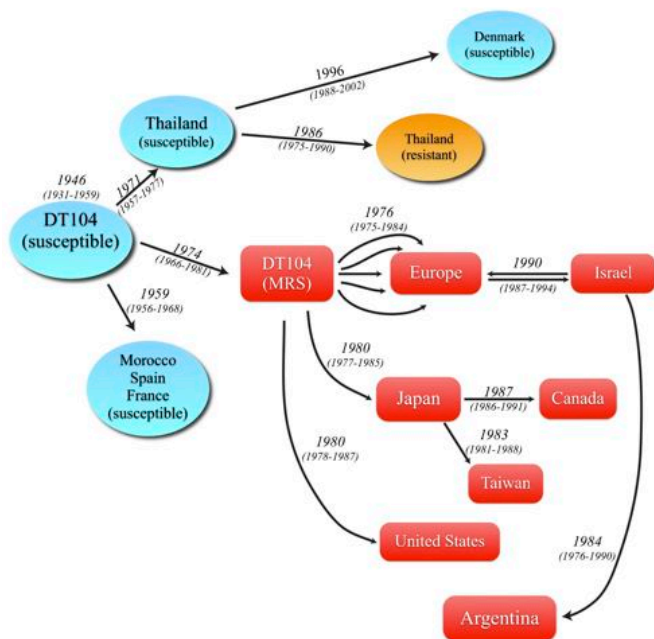 Denmark
(susceptible)
1996
(1988-2002)
Thailand
(susceptible)
1986
(1975-1990)
Thailand
(resistant)
1946
(1931-1959)
1971
(1957-1977)
DT104
(susceptible)
1974
(1966-1981)
1976
(1975-1984)
DT104
(MRS)
Europe
1990
(1987-1994)
Israel
1959
(1956-1968)
Morocco
Spain
France
(susceptible)
1980
(1977-1985)
Japan
1987
(1986-1991)
Canada
1983
(1981-1988)
Taiwan
1980
(1978-1987)
United States
1984
(1976-1990)
Argentina